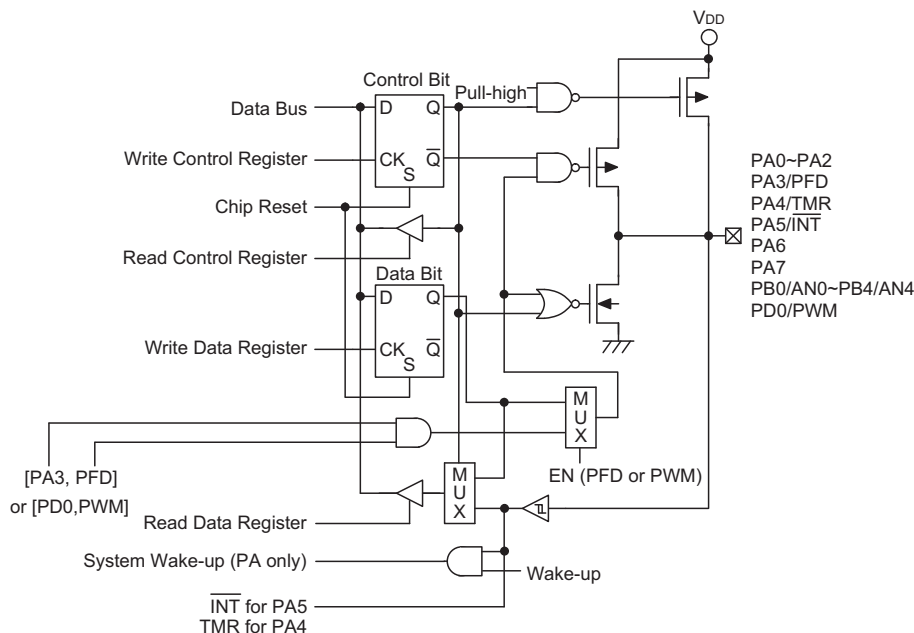 VDD
Control Bit
Pull-high
Data Bus
D
Q
Write Control Register
CK
Q̅
S
Chip Reset
Read Control Register
Data Bit
D
Q
Write Data Register
CK
Q̅
S
PA0~PA2
PA3/PFD
PA4/TMR
PA5/I̅N̅T̅
PA6
PA7
PB0/AN0~PB4/AN4
PD0/PWM
M
U
X
[PA3, PFD]
or [PD0,PWM]
EN (PFD or PWM)
M
U
X
Read Data Register
System Wake-up (PA only)
Wake-up
I̅N̅T̅ for PA5
TMR for PA4